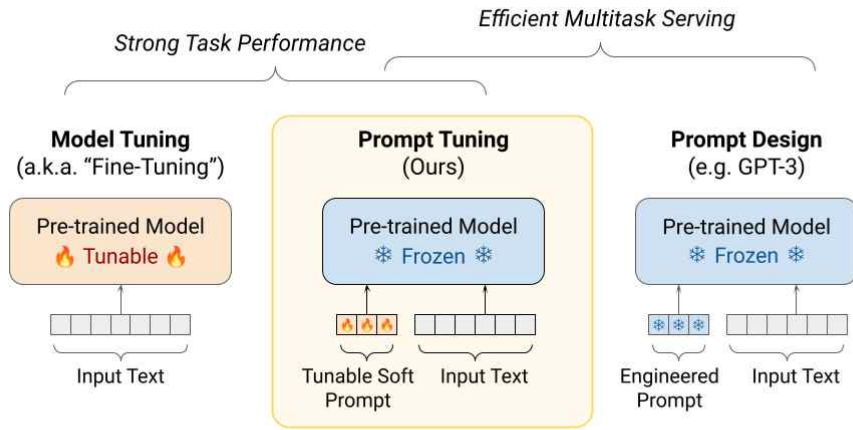 Efficient Multitask Serving
Strong Task Performance
Model Tuning
(a.k.a. “Fine-Tuning”)
Pre-trained Model
Tunable
Input Text
Prompt Tuning
(Ours)
Pre-trained Model
Frozen
Tunable Soft
Prompt
Input Text
Prompt Design
(e.g. GPT-3)
Pre-trained Model
Frozen
Engineered
Prompt
Input Text